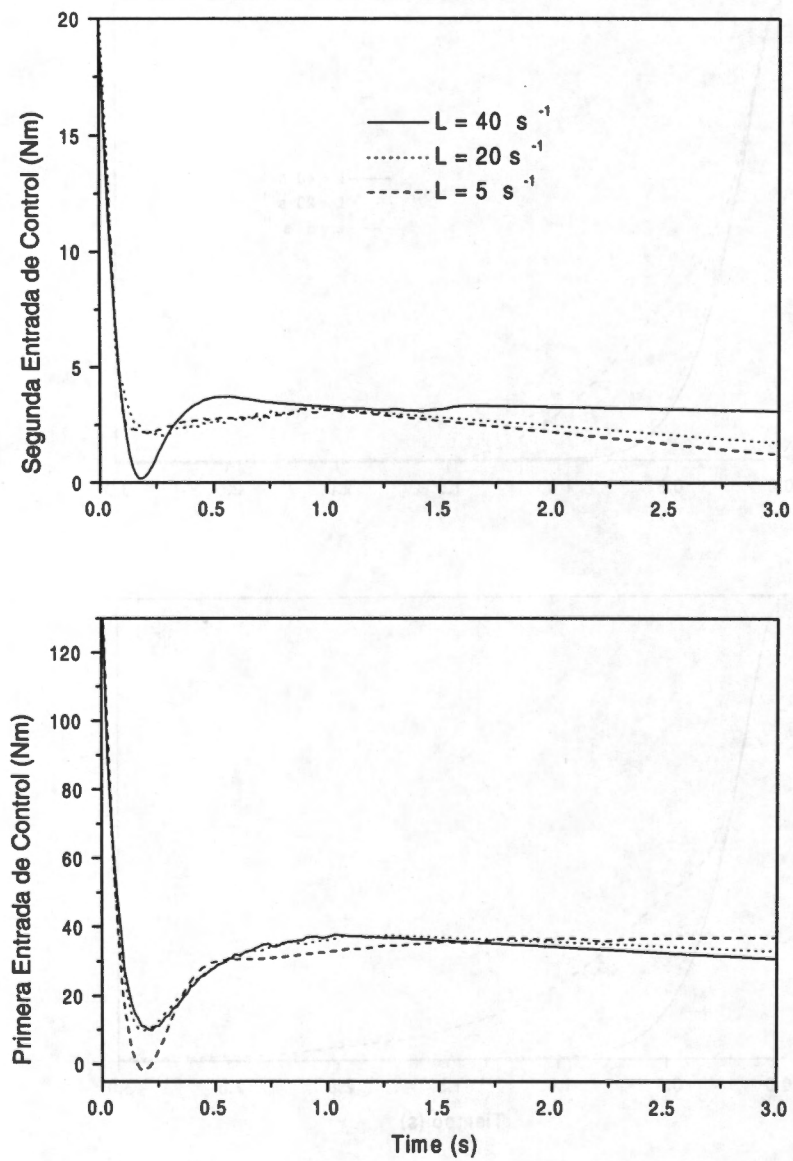 Segunda Entrada de Control (Nm)
20
15
10
5
0
L = 40 s⁻¹
L = 20 s⁻¹
L = 5 s⁻¹
0.0 0.5 1.0 1.5 2.0 2.5 3.0
Primera Entrada de Control (Nm)
120
100
80
60
40
20
0
0.0 0.5 1.0 1.5 2.0 2.5 3.0
Time (s)